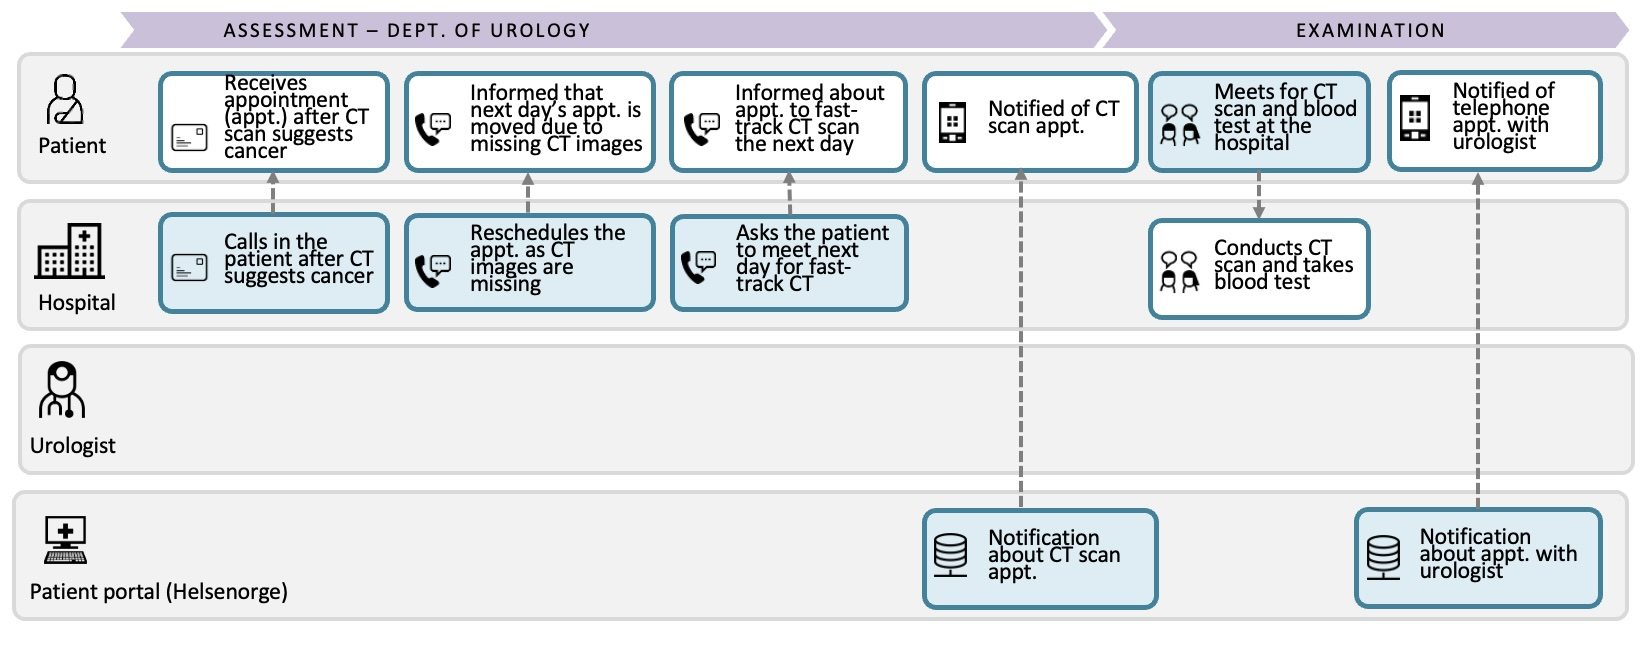 ASSESSMENT – DEPT. OF UROLOGY
EXAMINATION
Patient
Receives
appointment
(appt.) after CT
scan suggests
cancer
Informed that
next day's appt. is
moved due to
missing CT images
Informed about
appt. to fast-
track CT scan
the next day
Notified of CT
scan appt.
Meets for CT
scan and blood
test at the
hospital
Notified of
telephone
appt. with
urologist
Hospital
Calls in the
patient after CT
suggests cancer
Reschedules the
appt. as CT
images are
missing
Asks the patient
to meet next
day for fast-
track CT
Conducts CT
scan and takes
blood test
Urologist
Patient portal (Helsenorge)
Notification
about CT scan
appt.
Notification
about appt. with
urologist